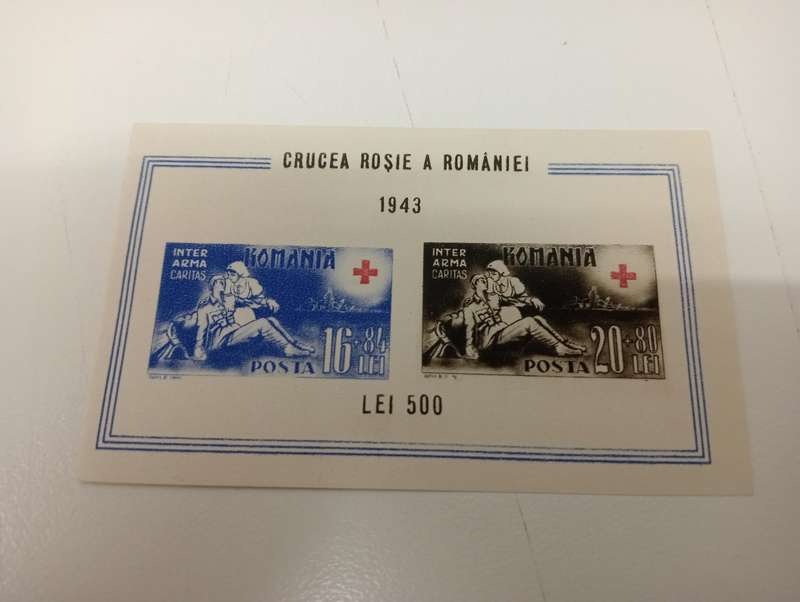 CRUCEA ROȘIE A ROMÂNIEI
1943
INTER
ARMA
CARITAS
ROMANIA
16+84
LEI
POSTA
INTER
ARMA
CARITAS
ROMANIA
20+80
LEI
POSTA
LEI 500